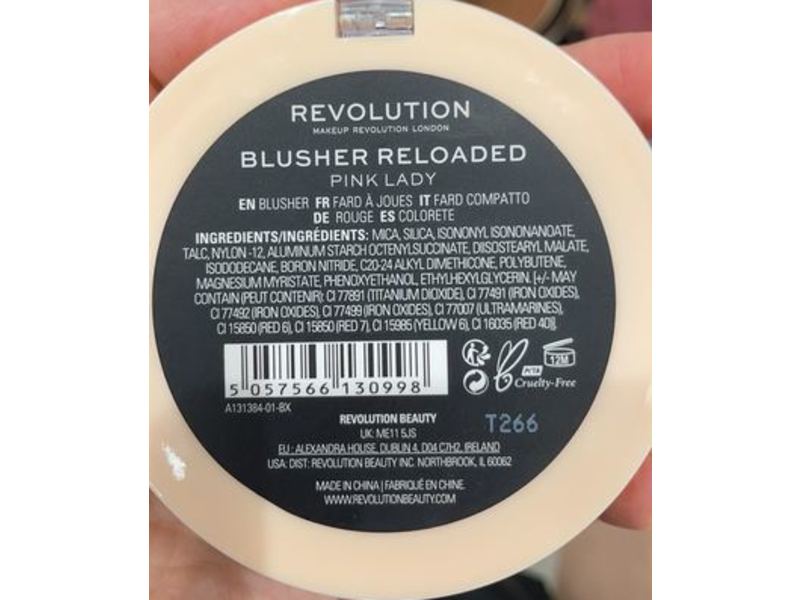 REVOLUTION
MAKEUP REVOLUTION LONDON
BLUSHER RELOADED
PINK LADY
EN BLUSHER FR FARD À JOUES IT FARD COMPATTO
DE ROUGE ES COLORETE
INGREDIENTS/INGRÉDIENTS: MICA, SILICA, ISONONYL ISONONANOATE,
TALC, NYLON -12, ALUMINUM STARCH OCTENYLSUCCINATE, DIISOSTEARYL MALATE,
ISODODECANE, BORON NITRIDE, C20-24 ALKYL DIMETHICONE, POLYBUTENE,
MAGNESIUM MYRISTATE, PHENOXYETHANOL, ETHYLHEXYLGLYCERIN. [+/- MAY
CONTAIN (PEUT CONTENIR): CI 77891 (TITANIUM DIOXIDE), CI 77491 (IRON OXIDES),
CI 77492 (IRON OXIDES), CI 77499 (IRON OXIDES), CI 77007 (ULTRAMARINES),
CI 15850 (RED 6), CI 15850 (RED 7), CI 15985 (YELLOW 6), CI 16035 (RED 40)].
5 057566 130998
12M
PETA
Cruelty-Free
A131384-01-BX
REVOLUTION BEAUTY
T266
UK: ME11 5JS
EU: ALEXANDRA HOUSE, DUBLIN 4, D04 C7H2, IRELAND
USA: DIST: REVOLUTION BEAUTY INC. NORTHBROOK, IL 60062
MADE IN CHINA | FABRIQUÉ EN CHINE.
WWW.REVOLUTIONBEAUTY.COM